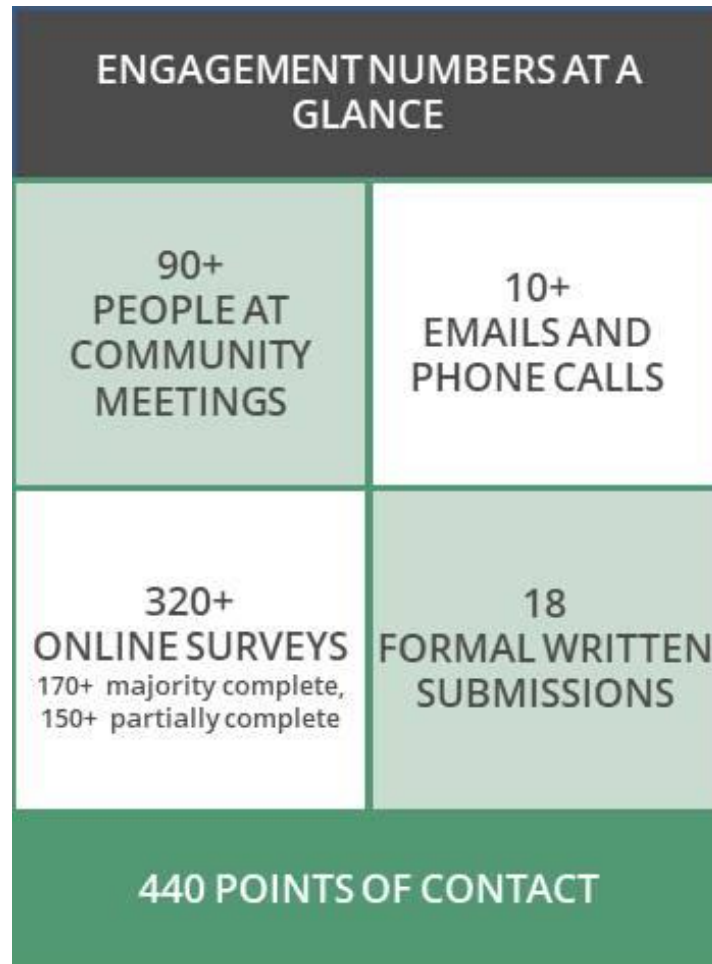 ENGAGEMENT NUMBERS AT A
GLANCE
90+
PEOPLE AT
COMMUNITY
MEETINGS
10+
EMAILS AND
PHONE CALLS
320+
ONLINE SURVEYS
170+ majority complete,
150+ partially complete
18
FORMAL WRITTEN
SUBMISSIONS
440 POINTS OF CONTACT